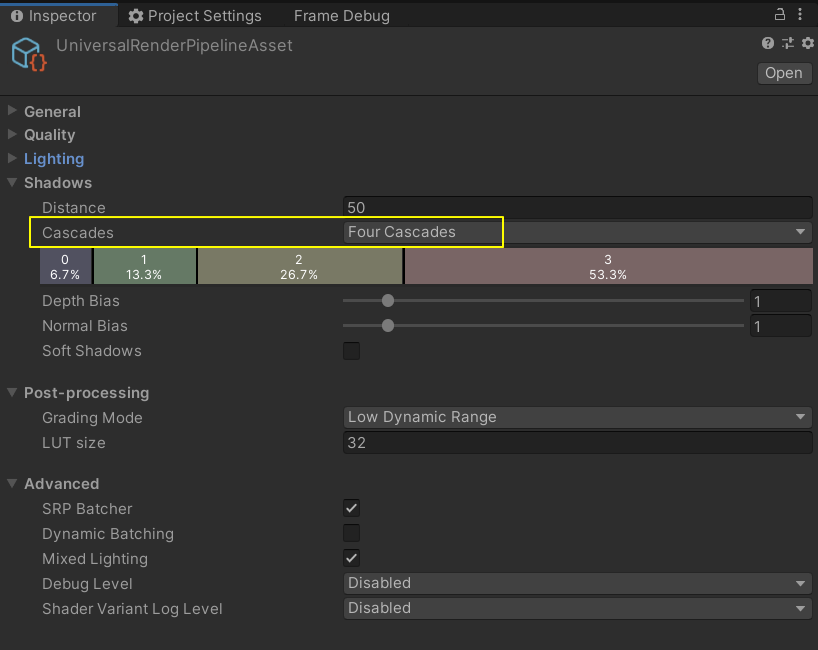 Inspector Project Settings Frame Debug
UniversalRenderPipelineAsset
Open
General
Quality
Lighting
Shadows
Distance 50
Cascades Four Cascades
0 1 2 3
6.7% 13.3% 26.7% 53.3%
Depth Bias 1
Normal Bias 1
Soft Shadows
Post-processing
Grading Mode Low Dynamic Range
LUT size 32
Advanced
SRP Batcher
Dynamic Batching
Mixed Lighting
Debug Level Disabled
Shader Variant Log Level Disabled